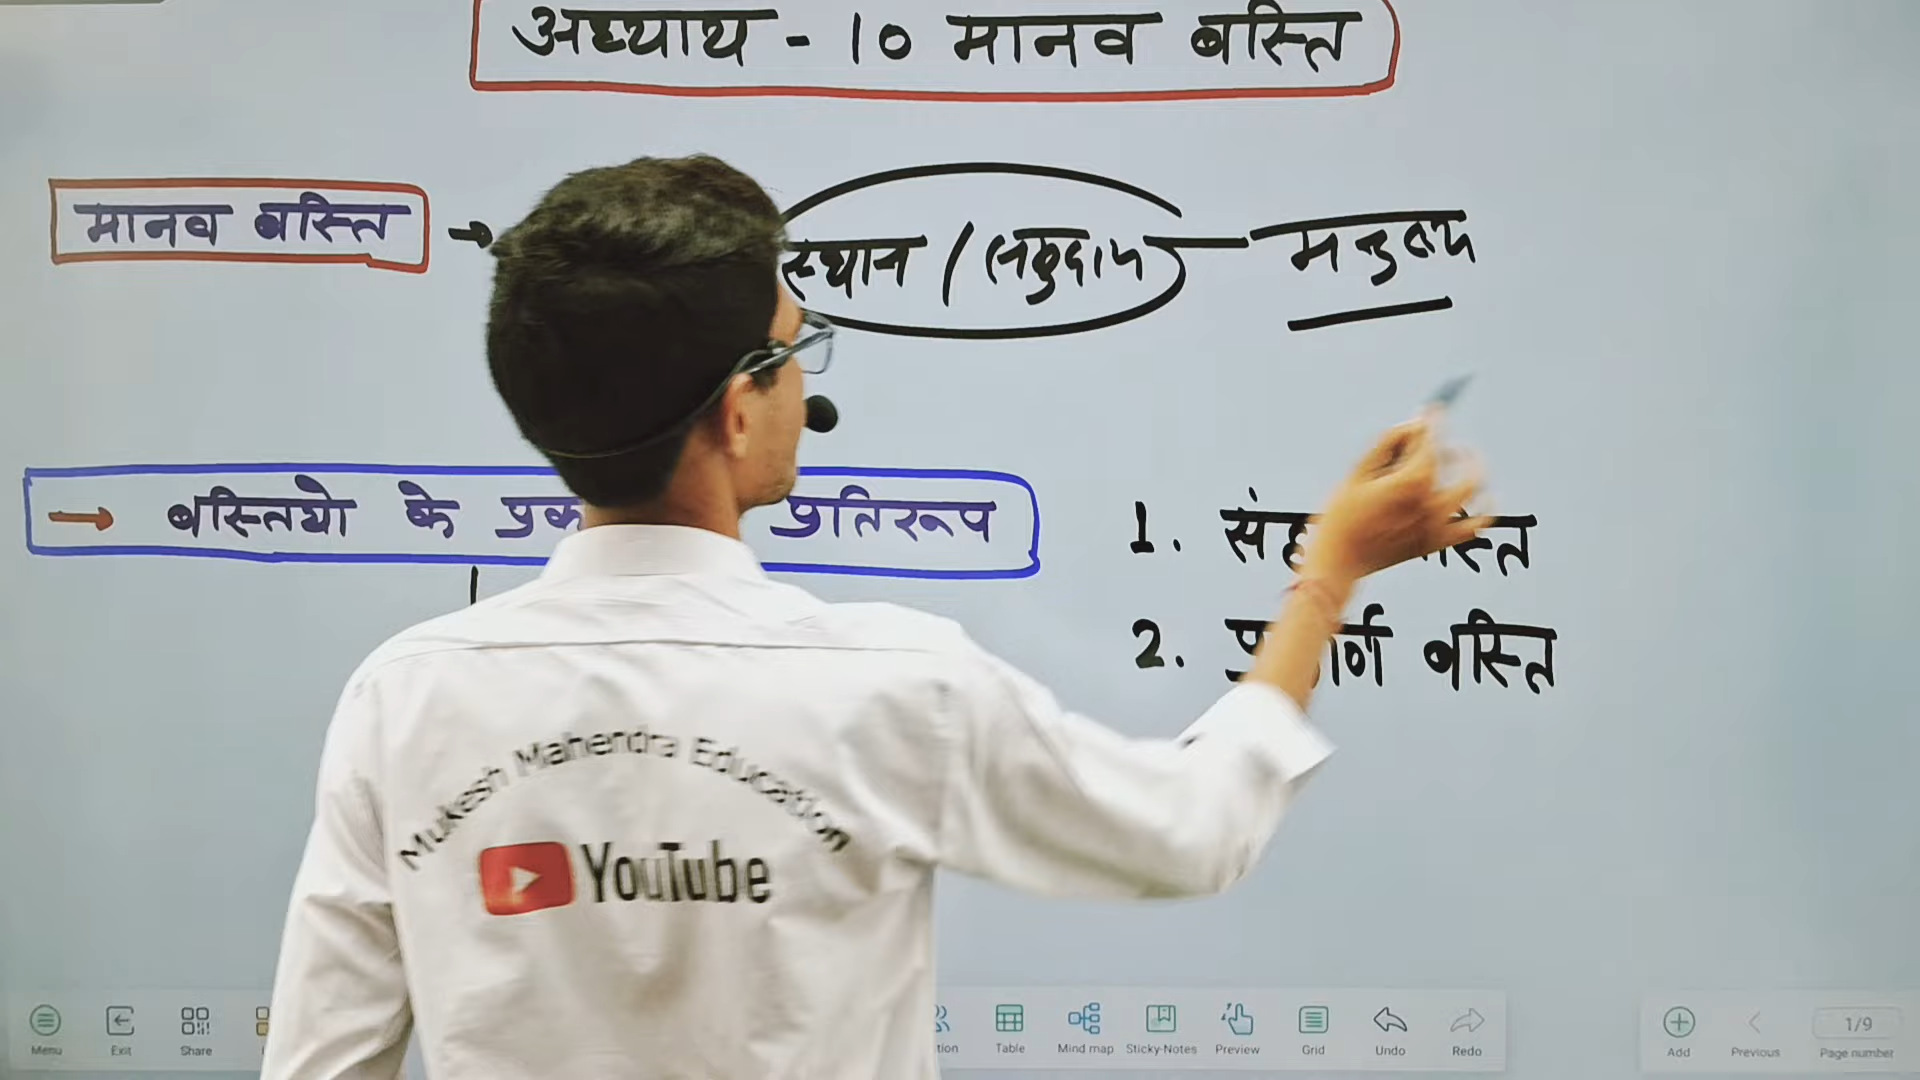 अध्याय - 10 मानव बस्ति
मानव बस्ति →
स्थान / समुदाय — मनुष्य
→ बस्तियो के प्रतिरूप
1.
2. बस्ति
Mukesh Mahendra Education
YouTube
Menu Exit Share Table Mind map Sticky-Notes Preview Grid Undo Redo Add Previous Page number
1/9